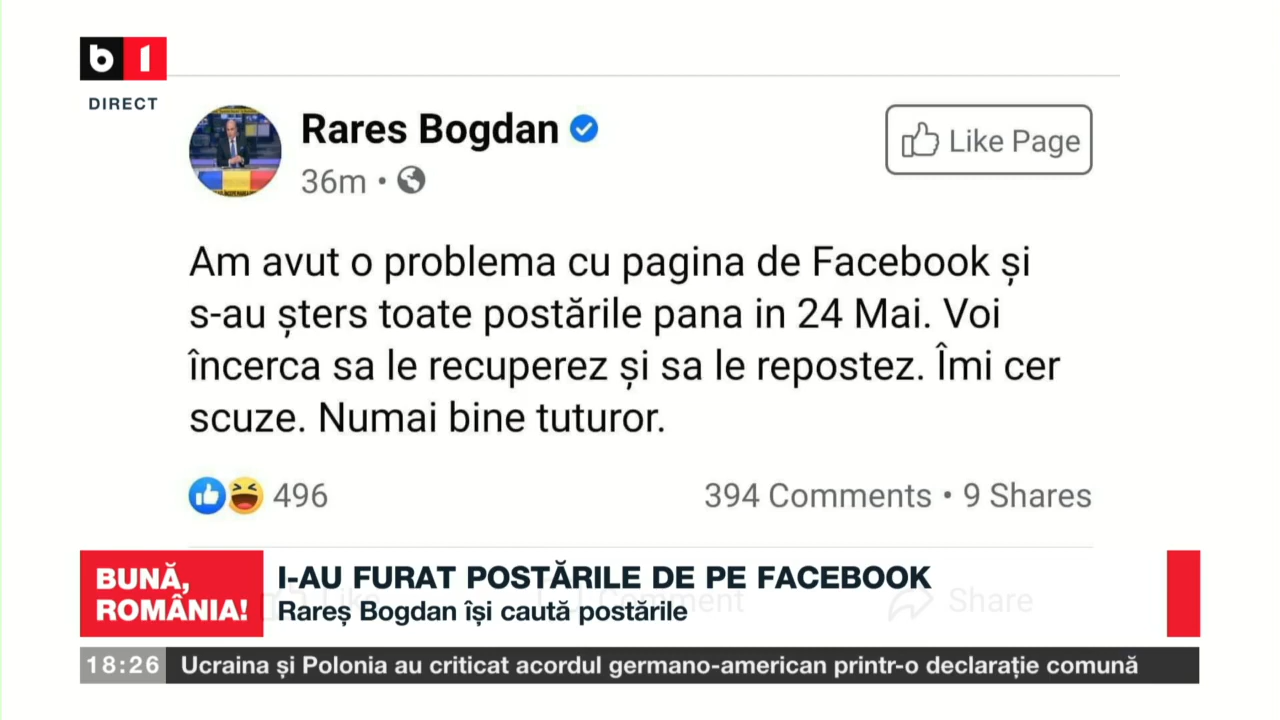 b1
DIRECT
Rares Bogdan
36m •
Like Page
Am avut o problema cu pagina de Facebook și
s-au șters toate postările pana in 24 Mai. Voi
încerca sa le recuperez și sa le repostez. Îmi cer
scuze. Numai bine tuturor.
496
394 Comments • 9 Shares
Like
Comment
Share
BUNĂ,
ROMÂNIA!
I-AU FURAT POSTĂRILE DE PE FACEBOOK
Rareș Bogdan își caută postările
18:26 Ucraina și Polonia au criticat acordul germano-american printr-o declarație comună